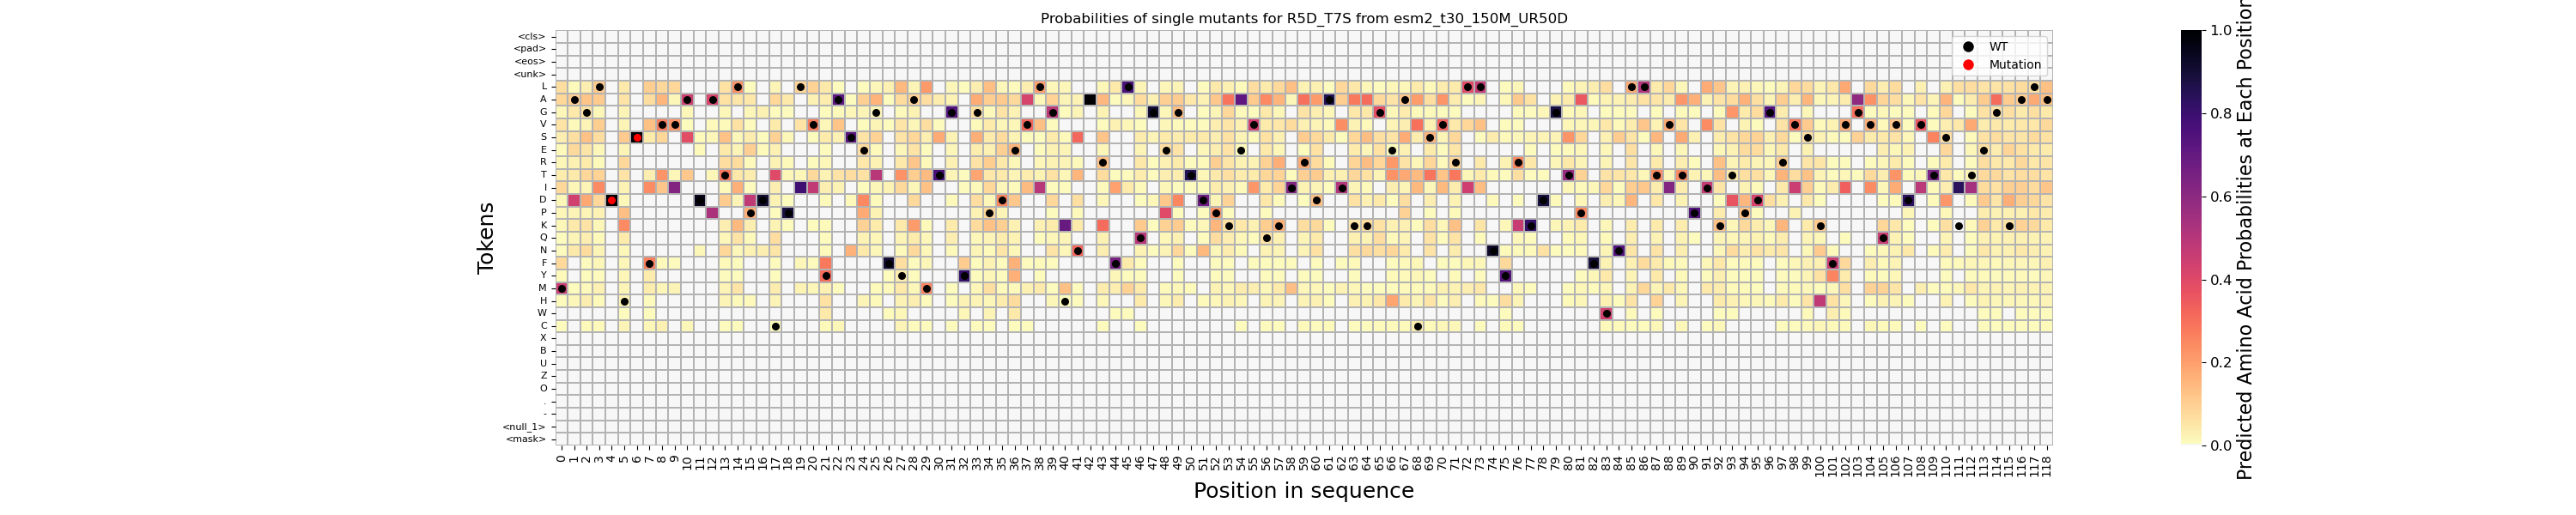 Probabilities of single mutants for R5D_T7S from esm2_t30_150M_UR50D
<cls>
<pad>
<eos>
<unk>
L
A
G
V
S
E
R
T
I
D
P
K
Q
N
F
Y
M
H
W
C
X
B
U
Z
O
.
-
<null_1>
<mask>
Tokens
0 1 2 3 4 5 6 7 8 9 10 11 12 13 14 15 16 17 18 19 20 21 22 23 24 25 26 27 28 29 30 31 32 33 34 35 36 37 38 39 40 41 42 43 44 45 46 47 48 49 50 51 52 53 54 55 56 57 58 59 60 61 62 63 64 65 66 67 68 69 70 71 72 73 74 75 76 77 78 79 80 81 82 83 84 85 86 87 88 89 90 91 92 93 94 95 96 97 98 99 100 101 102 103 104 105 106 107 108 109 110 111 112 113 114 115 116 117 118
Position in sequence
WT
Mutation
1.0
0.8
0.6
0.4
0.2
0.0
Predicted Amino Acid Probabilities at Each Position